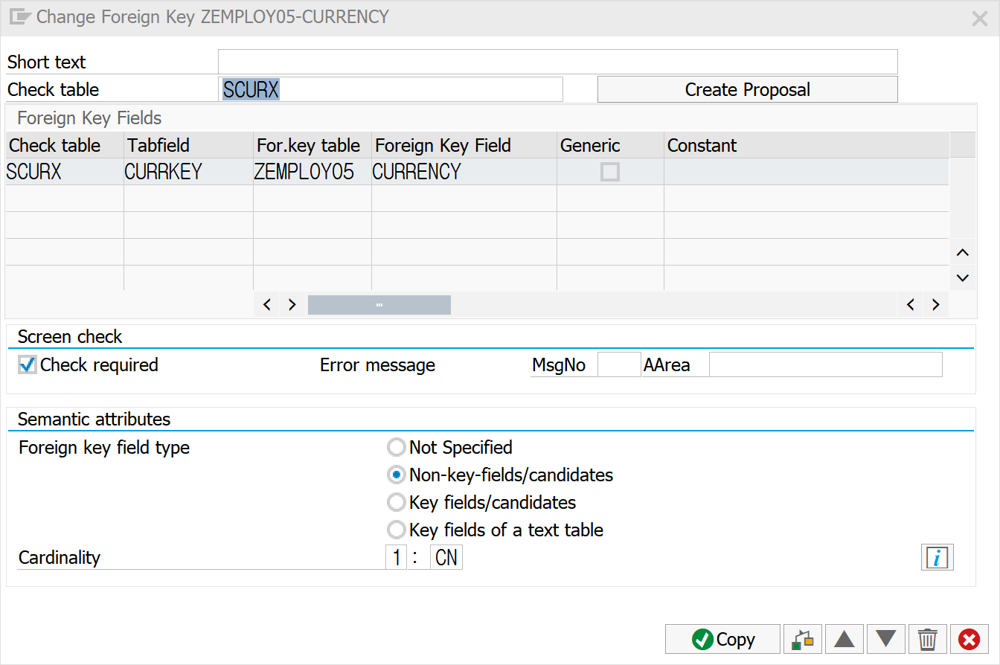 Change Foreign Key ZEMPLOY05-CURRENCY
Short text
Check table SCURX Create Proposal
Foreign Key Fields
Check table Tabfield For.key table Foreign Key Field Generic Constant
SCURX CURRKEY ZEMPLOY05 CURRENCY
Screen check
Check required Error message MsgNo AArea
Semantic attributes
Foreign key field type Not Specified
Non-key-fields/candidates
Key fields/candidates
Key fields of a text table
Cardinality 1 : CN
Copy